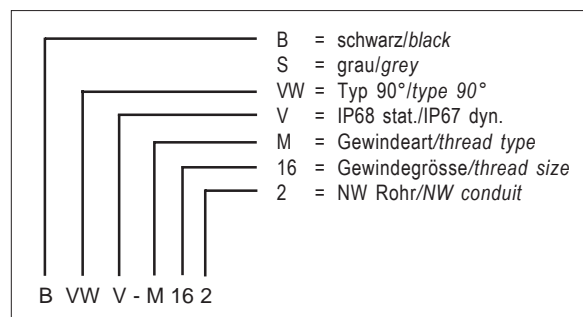 B = schwarz/black
S = grau/grey
VW = Typ 90°/type 90°
V = IP68 stat./IP67 dyn.
M = Gewindeart/thread type
16 = Gewindegrösse/thread size
2 = NW Rohr/NW conduit
B VW V - M 16 2